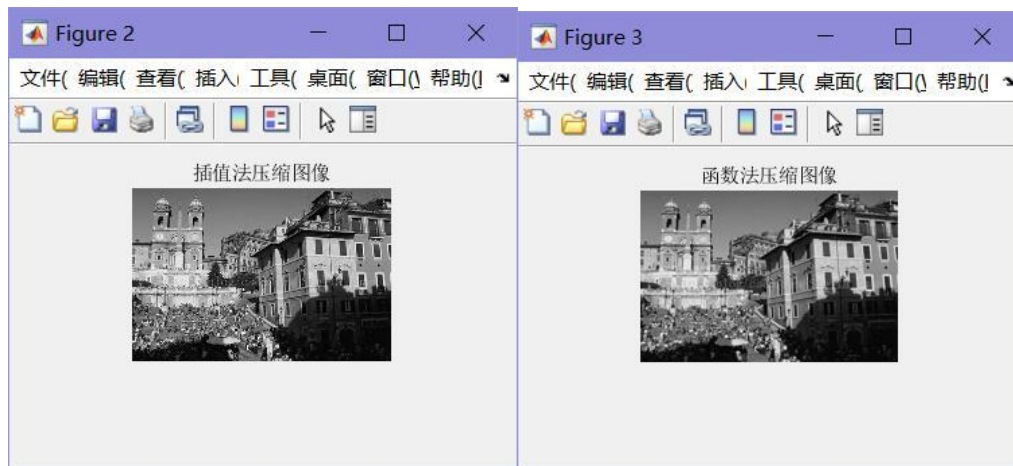 Figure 2
文件( 编辑( 查看( 插入( 工具( 桌面( 窗口(\ 帮助(l
插值法压缩图像
Figure 3
文件( 编辑( 查看( 插入( 工具( 桌面( 窗口(\ 帮助(l
函数法压缩图像